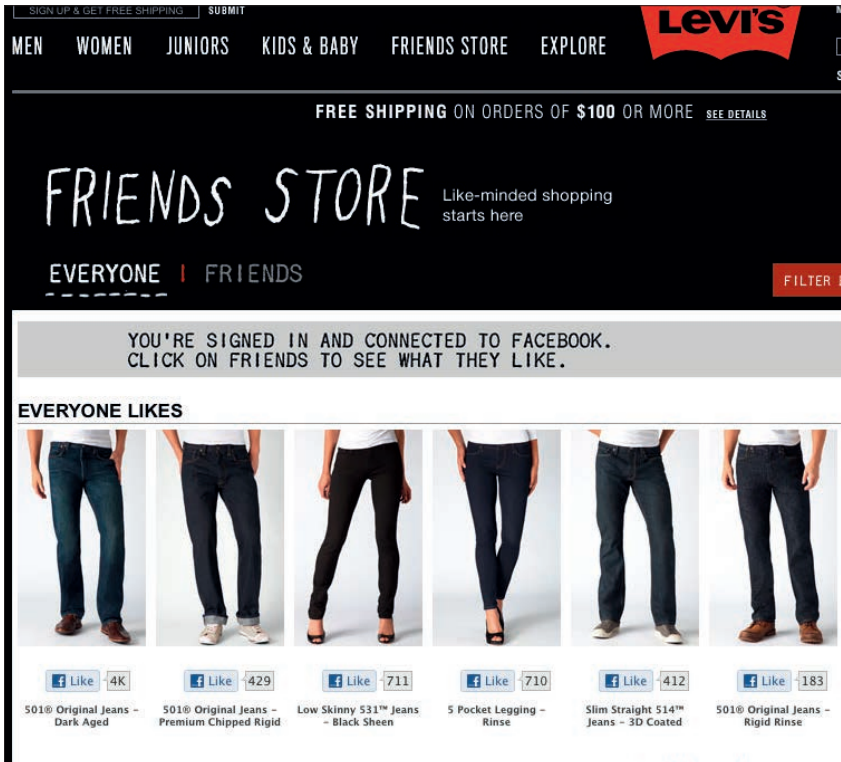 SIGN UP & GET FREE SHIPPING SUBMIT
MEN WOMEN JUNIORS KIDS & BABY FRIENDS STORE EXPLORE
LEVI'S
FREE SHIPPING ON ORDERS OF $100 OR MORE SEE DETAILS
FRIENDS STORE
Like-minded shopping
starts here
EVERYONE | FRIENDS
FILTER
YOU'RE SIGNED IN AND CONNECTED TO FACEBOOK.
CLICK ON FRIENDS TO SEE WHAT THEY LIKE.
EVERYONE LIKES
Like 4K
501® Original Jeans –
Dark Aged
Like 429
501® Original Jeans –
Premium Chipped Rigid
Like 711
Low Skinny 531™ Jeans
– Black Sheen
Like 710
5 Pocket Legging –
Rinse
Like 412
Slim Straight 514™
Jeans – 3D Coated
Like 183
501® Original Jeans –
Rigid Rinse